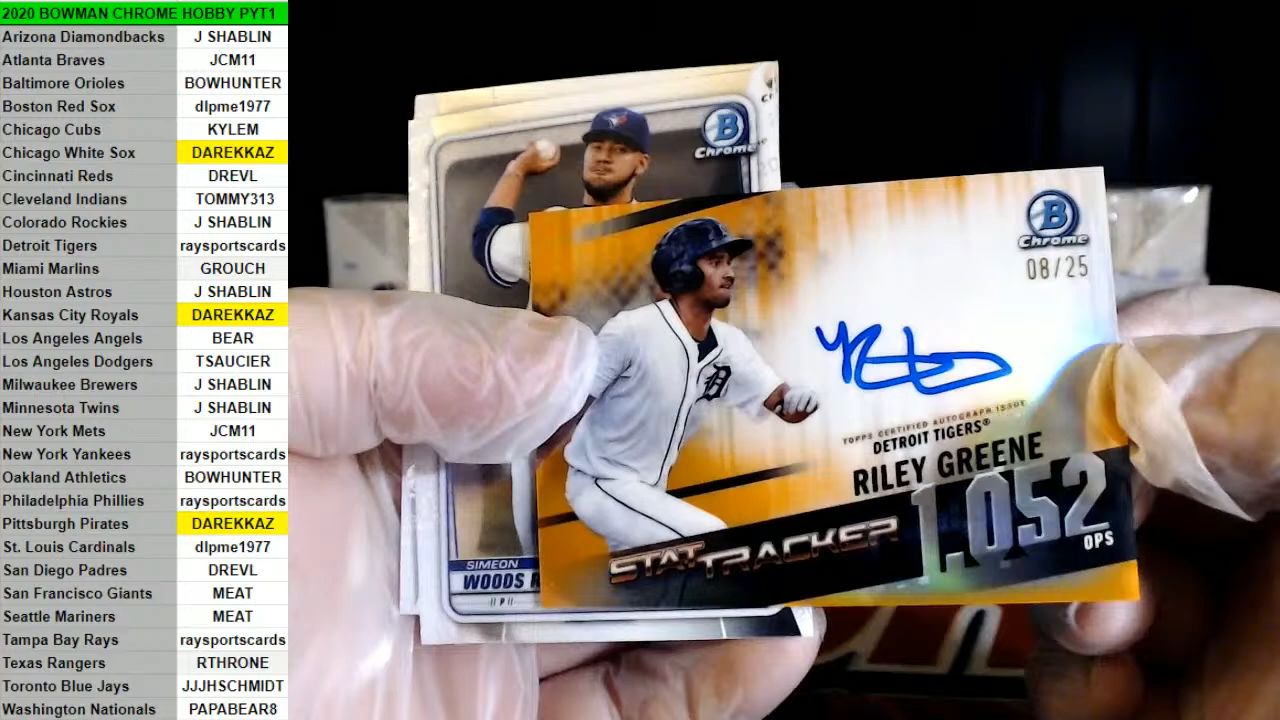 2020 BOWMAN CHROME HOBBY PYT1
Arizona Diamondbacks J SHABLIN
Atlanta Braves JCM11
Baltimore Orioles BOWHUNTER
Boston Red Sox dlpme1977
Chicago Cubs KYLEM
Chicago White Sox DAREKKAZ
Cincinnati Reds DREVL
Cleveland Indians TOMMY313
Colorado Rockies J SHABLIN
Detroit Tigers raysportscards
Miami Marlins GROUCH
Houston Astros J SHABLIN
Kansas City Royals DAREKKAZ
Los Angeles Angels BEAR
Los Angeles Dodgers TSAUCIER
Milwaukee Brewers J SHABLIN
Minnesota Twins J SHABLIN
New York Mets JCM11
New York Yankees raysportscards
Oakland Athletics BOWHUNTER
Philadelphia Phillies raysportscards
Pittsburgh Pirates DAREKKAZ
St. Louis Cardinals dlpme1977
San Diego Padres DREVL
San Francisco Giants MEAT
Seattle Mariners MEAT
Tampa Bay Rays raysportscards
Texas Rangers RTHRONE
Toronto Blue Jays JJJHSCHMIDT
Washington Nationals PAPABEAR8
B
Chrome
SIMEON
WOODS R
P
B
Chrome
08/25
TOPPS CERTIFIED AUTOGRAPH ISSUE
DETROIT TIGERS®
RILEY GREENE
STAT TRACKER
1.052
OPS
D